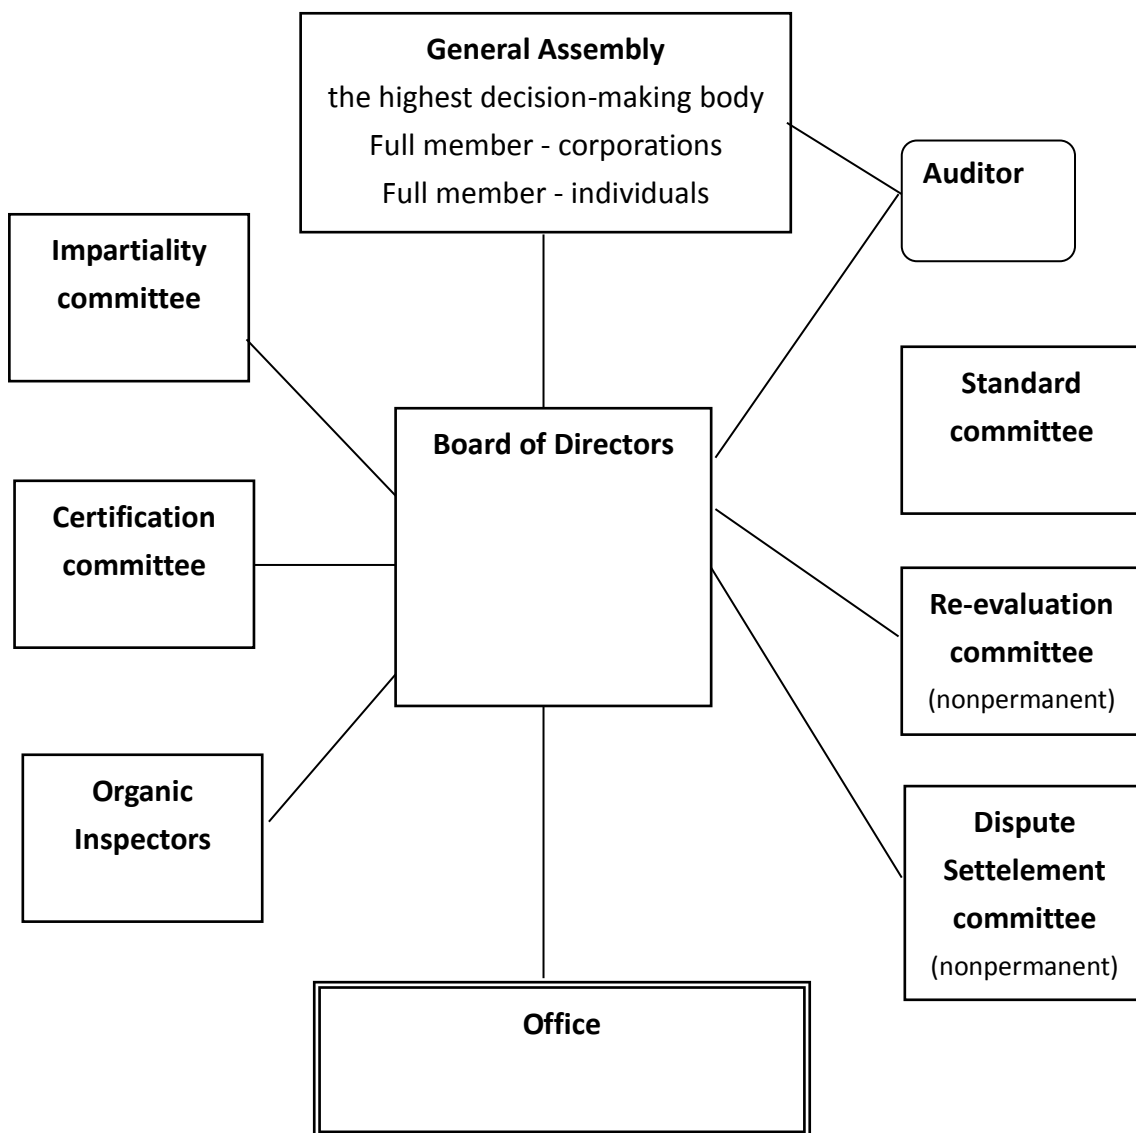 General Assembly
the highest decision-making body
Full member - corporations
Full member - individuals
Auditor
Impartiality
committee
Standard
committee
Board of Directors
Certification
committee
Re-evaluation
committee
(nonpermanent)
Organic
Inspectors
Dispute
Settelement
committee
(nonpermanent)
Office